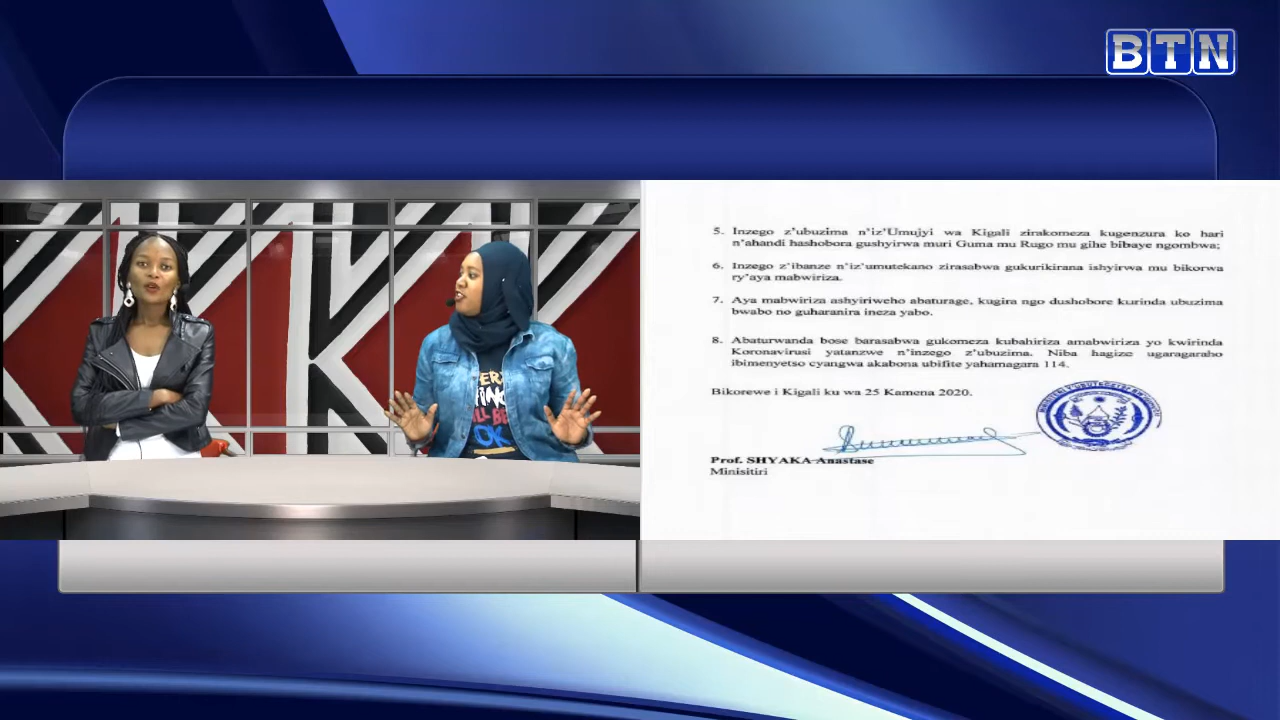 BTN
5. Inzego z'ubuzima n'iz'Umujyi wa Kigali zirakomeza kugenzura ko hari
n'ahandi hashobora gushyirwa muri Guma mu Rugo mu gihe bibaye ngombwa;
6. Inzego z'ibanze n'iz'umutekano zirasabwa gukurikirana ishyirwa mu bikorwa
ry'aya mabwiriza.
7. Aya mabwiriza ashyiriweho abaturage, kugira ngo dushobore kurinda ubuzima
bwabo no guharanira ineza yabo.
8. Abaturwanda bose barasabwa gukomeza kubahiriza amabwiriza yo kwirinda
Koronavirusi yatanzwe n'inzego z'ubuzima. Niba hagize ugaragaraho
ibimenyetso cyangwa akabona ubifite yahamagara 114.
Bikorewe i Kigali ku wa 25 Kamena 2020.
Prof. SHYAKA Anastase
Minisitiri
OK